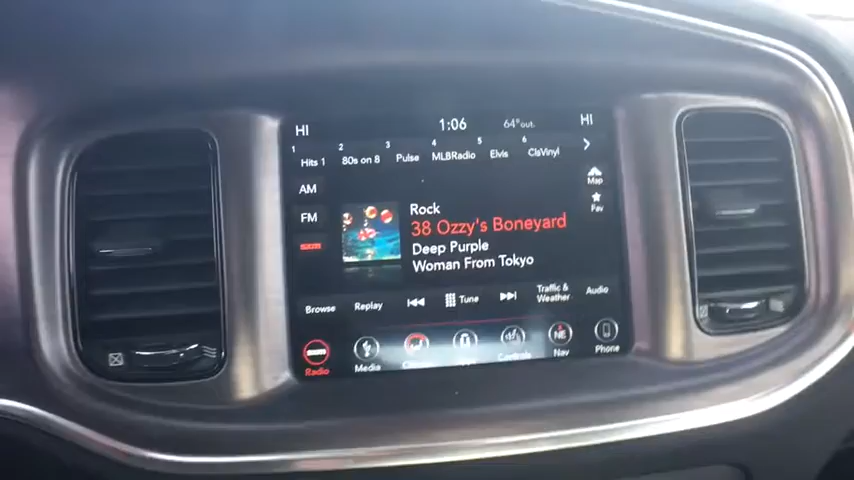 HI 1:06 64°out. HI
1 2 3 4 5 6
Hits 1 80s on 8 Pulse MLBRadio Elvis ClsVinyl
AM
Map
FM
Fav
Rock
38 Ozzy's Boneyard
DEEP PURPLE
WOMAN FROM TOKYO
Browse Replay Tune Traffic & Weather Audio
Radio Media Controls NE Nav Phone